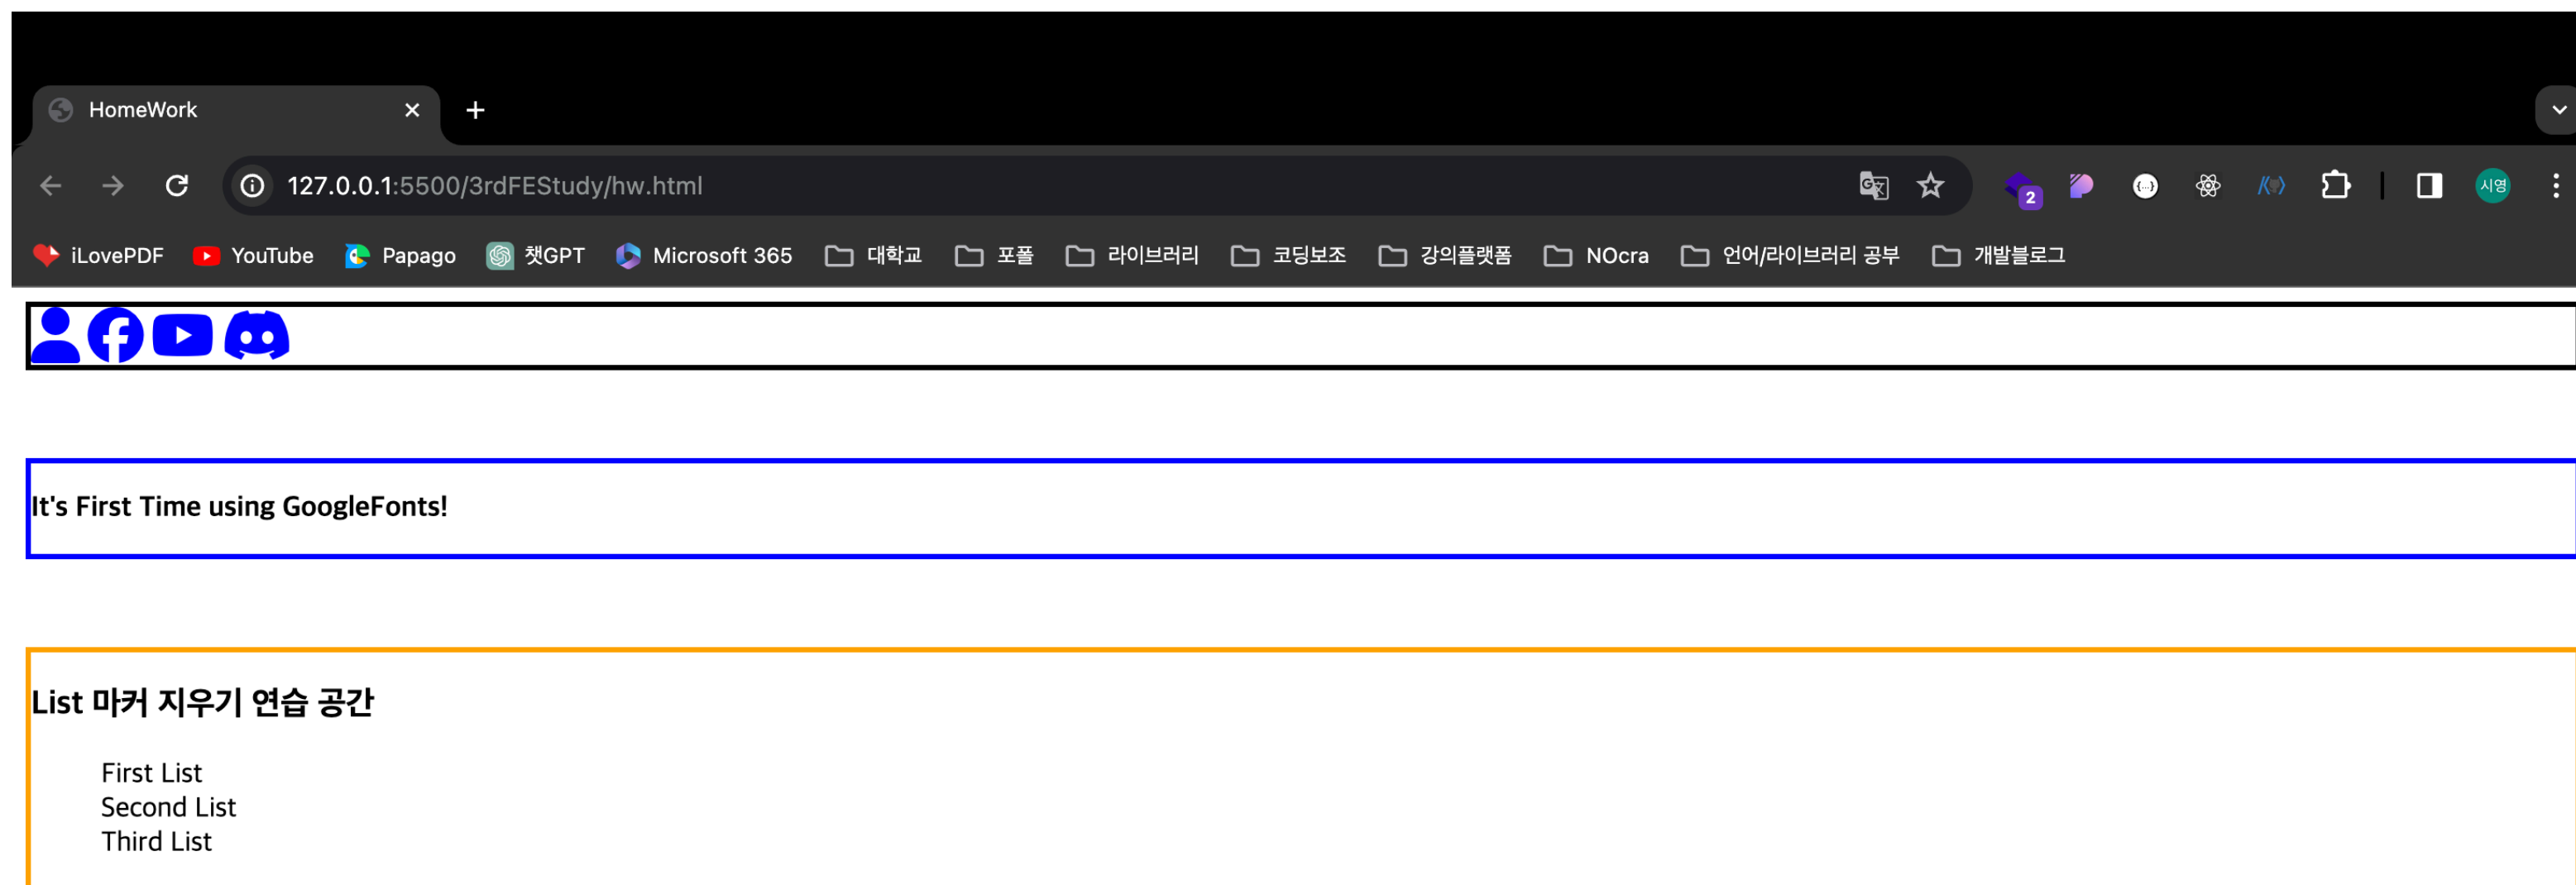 HomeWork
127.0.0.1:5500/3rdFEStudy/hw.html
2
시영
iLovePDF YouTube Papago 챗GPT Microsoft 365 대학교 포폴 라이브러리 코딩보조 강의플랫폼 NOcra 언어/라이브러리 공부 개발블로그
It's First Time using GoogleFonts!
List 마커 지우기 연습 공간
First List
Second List
Third List